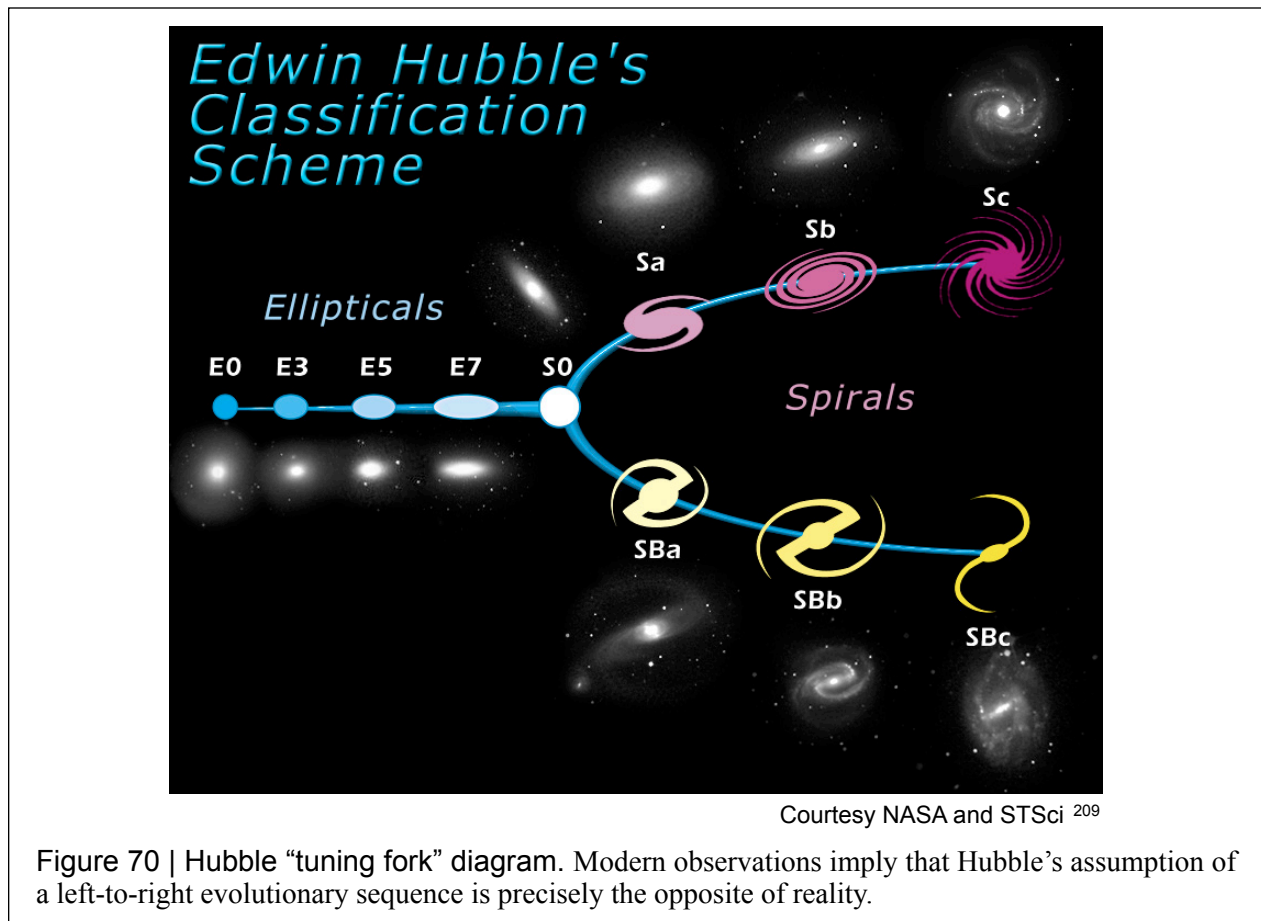 Edwin Hubble's
Classification
Scheme
Sc
Sb
Sa
Ellipticals
E0 E3 E5 E7 S0
Spirals
SBa
SBb
SBc
Courtesy NASA and STSci 209
Figure 70 | Hubble “tuning fork” diagram. Modern observations imply that Hubble’s assumption of
a left-to-right evolutionary sequence is precisely the opposite of reality.